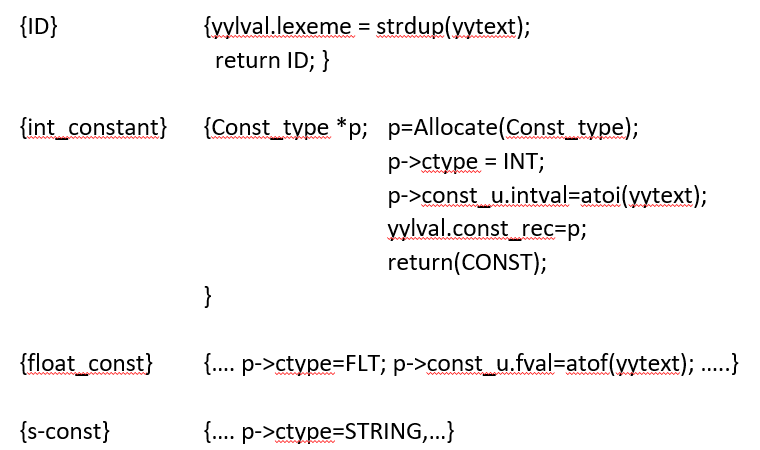 {ID} {yylval.lexeme = strdup(yytext);
return ID; }
{int_constant} {Const_type *p; p=Allocate(Const_type);
p->ctype = INT;
p->const_u.intval=atoi(yytext);
yylval.const_rec=p;
return(CONST);
}
{float_const} {.... p->ctype=FLT; p->const_u.fval=atof(yytext); .....}
{s-const} {.... p->ctype=STRING,...}